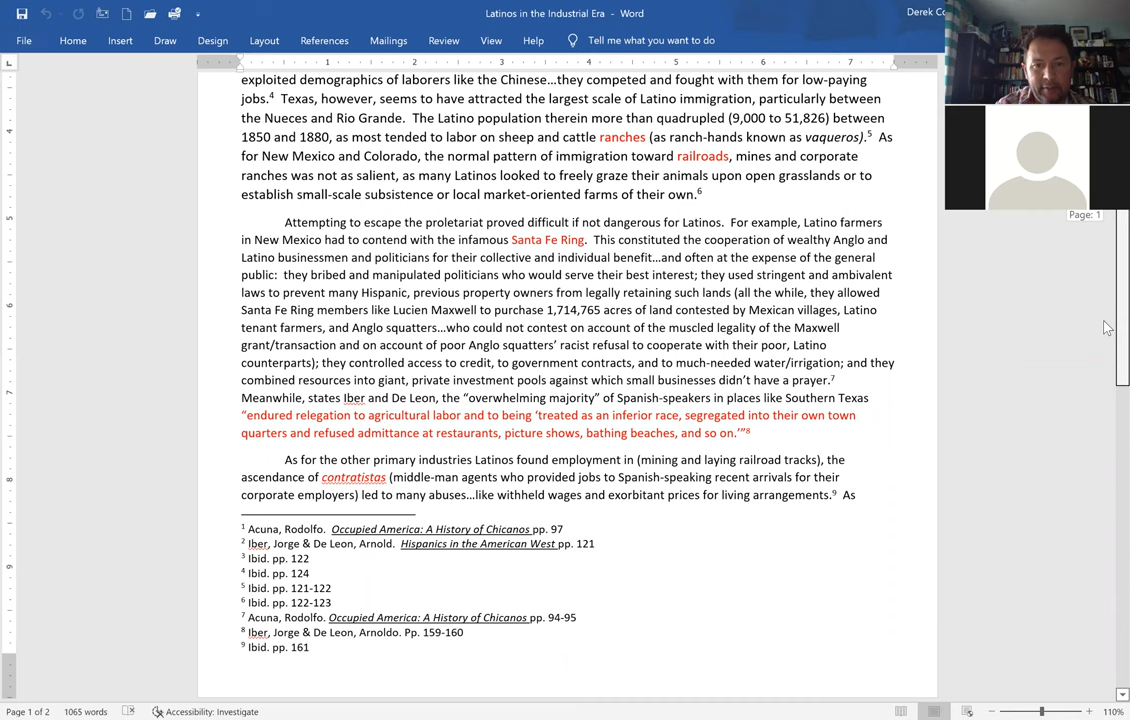 Latinos in the Industrial Era - Word
Derek Co
File Home Insert Draw Design Layout References Mailings Review View Help Tell me what you want to do
1 2 3 4 5 6 7
exploited demographics of laborers like the Chinese…they competed and fought with them for low-paying
jobs.4 Texas, however, seems to have attracted the largest scale of Latino immigration, particularly between
the Nueces and Rio Grande. The Latino population therein more than quadrupled (9,000 to 51,826) between
1850 and 1880, as most tended to labor on sheep and cattle ranches (as ranch-hands known as vaqueros).5 As
for New Mexico and Colorado, the normal pattern of immigration toward railroads, mines and corporate
ranches was not as salient, as many Latinos looked to freely graze their animals upon open grasslands or to
establish small-scale subsistence or local market-oriented farms of their own.6
Page: 1
Attempting to escape the proletariat proved difficult if not dangerous for Latinos. For example, Latino farmers
in New Mexico had to contend with the infamous Santa Fe Ring. This constituted the cooperation of wealthy Anglo and
Latino businessmen and politicians for their collective and individual benefit…and often at the expense of the general
public: they bribed and manipulated politicians who would serve their best interest; they used stringent and ambivalent
laws to prevent many Hispanic, previous property owners from legally retaining such lands (all the while, they allowed
Santa Fe Ring members like Lucien Maxwell to purchase 1,714,765 acres of land contested by Mexican villages, Latino
tenant farmers, and Anglo squatters…who could not contest on account of the muscled legality of the Maxwell
grant/transaction and on account of poor Anglo squatters’ racist refusal to cooperate with their poor, Latino
counterparts); they controlled access to credit, to government contracts, and to much-needed water/irrigation; and they
combined resources into giant, private investment pools against which small businesses didn’t have a prayer.7
Meanwhile, states Iber and De Leon, the “overwhelming majority” of Spanish-speakers in places like Southern Texas
“endured relegation to agricultural labor and to being ‘treated as an inferior race, segregated into their own town
quarters and refused admittance at restaurants, picture shows, bathing beaches, and so on.’”8
As for the other primary industries Latinos found employment in (mining and laying railroad tracks), the
ascendance of contratistas (middle-man agents who provided jobs to Spanish-speaking recent arrivals for their
corporate employers) led to many abuses…like withheld wages and exorbitant prices for living arrangements.9 As
1 Acuna, Rodolfo. Occupied America: A History of Chicanos pp. 97
2 Iber, Jorge & De Leon, Arnold. Hispanics in the American West pp. 121
3 Ibid. pp. 122
4 Ibid. pp. 124
5 Ibid. pp. 121-122
6 Ibid. pp. 122-123
7 Acuna, Rodolfo. Occupied America: A History of Chicanos pp. 94-95
8 Iber, Jorge & De Leon, Arnoldo. Pp. 159-160
9 Ibid. pp. 161
4
5
6
7
8
9
Page 1 of 2 1065 words Accessibility: Investigate 110%